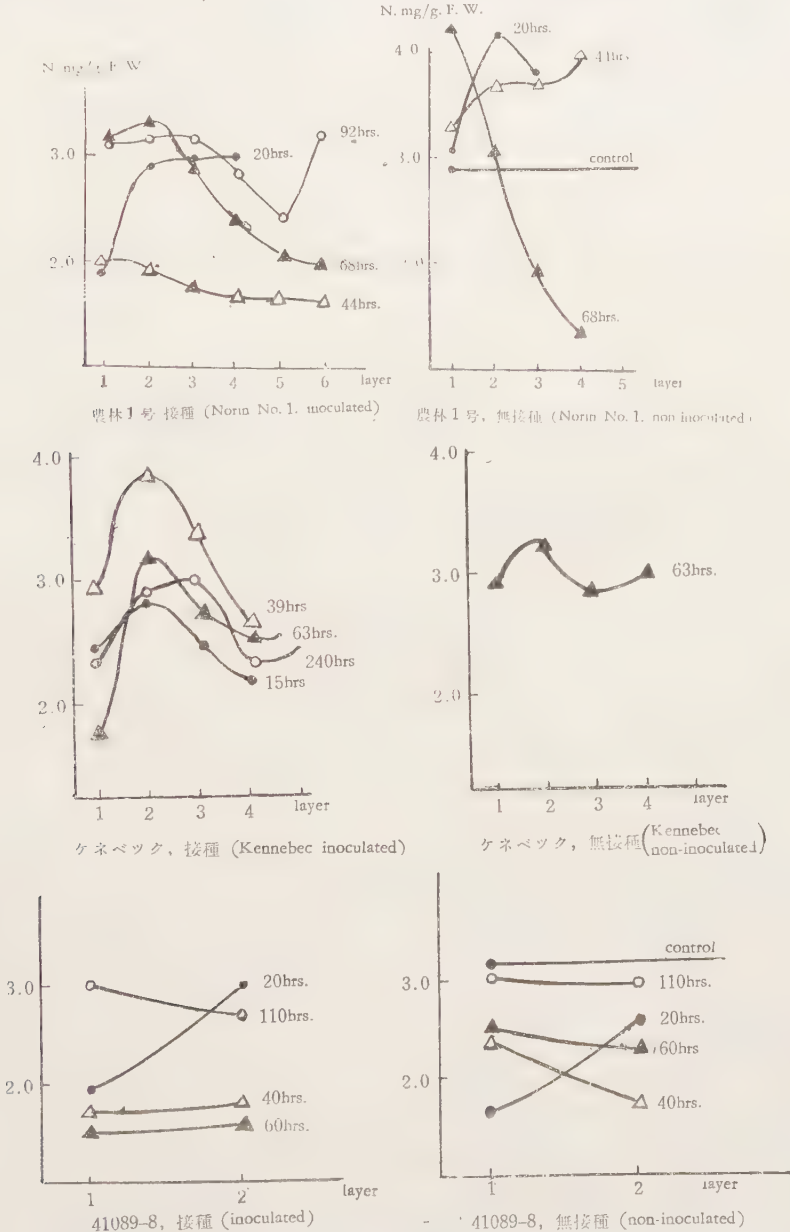 N. mg/g. F. W.
4.0
20hrs.
44hrs.
control
3.0
68hrs.
1 2 3 4 5 layer
農林1号, 無接種 (Norin No. 1. non inoculated)
N. mg/g. F. W
3.0
2.0
92hrs.
20hrs.
68hrs.
44hrs.
1 2 3 4 5 6 layer
農林1号 接種 (Norin No. 1. inoculated)
4.0
3.0
2.0
39hrs
63hrs.
240hrs
15hrs
1 2 3 4 layer
ケネベック, 接種 (Kennebec inoculated)
4.0
3.0
2.0
63hrs.
1 2 3 4 layer
ケネベック, 無接種 (Kennebec
non-inoculated)
3.0
2.0
20hrs.
110hrs.
40hrs.
60hrs.
1 2 layer
41089-8, 接種 (inoculated)
control
3.0
110hrs.
20hrs.
60hrs
2.0
40hrs.
1 2 layer
41089-8, 無接種 (non-inoculated)